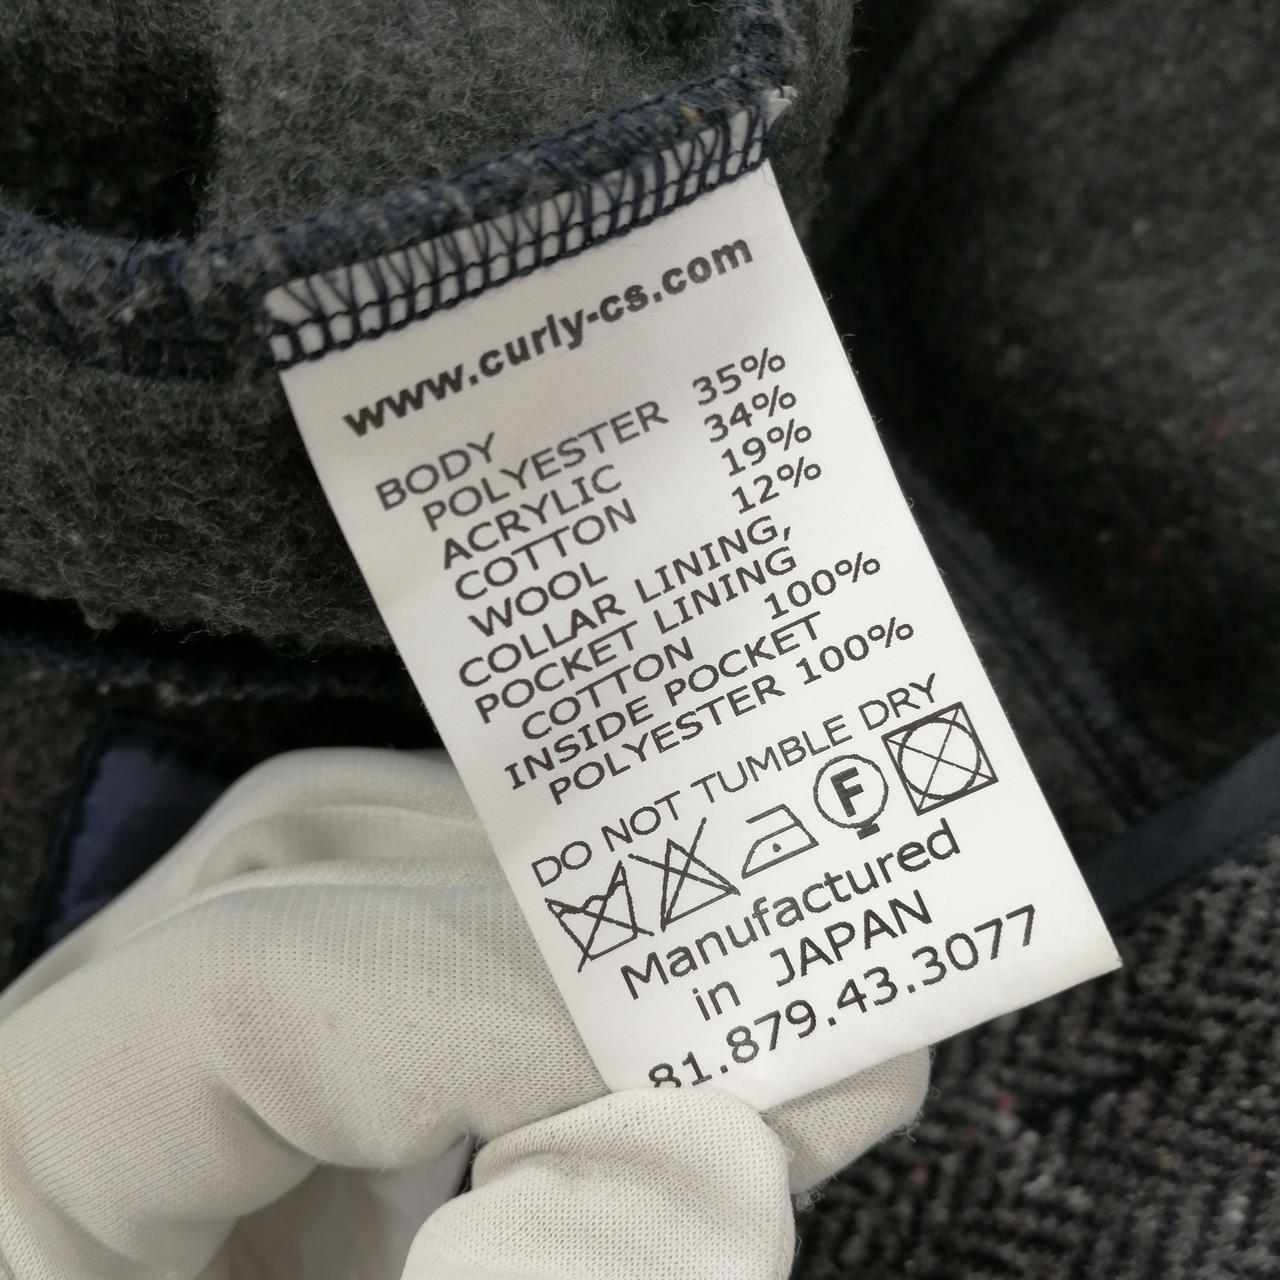 www.curly-cs.com
BODY
POLYESTER 35%
ACRYLIC 34%
COTTON 19%
WOOL 12%
COLLAR LINING,
POCKET LINING
COTTON 100%
INSIDE POCKET
POLYESTER 100%
DO NOT TUMBLE DRY
F
Manufactured
in JAPAN
81.879.43.3077